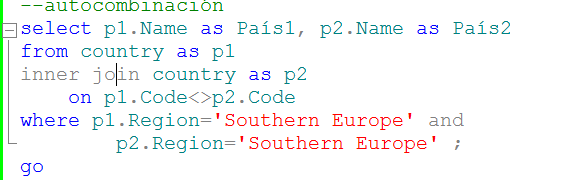 --autocombinación
select p1.Name as País1, p2.Name as País2
from country as p1
inner join country as p2
on p1.Code<>p2.Code
where p1.Region='Southern Europe' and
p2.Region='Southern Europe' ;
go